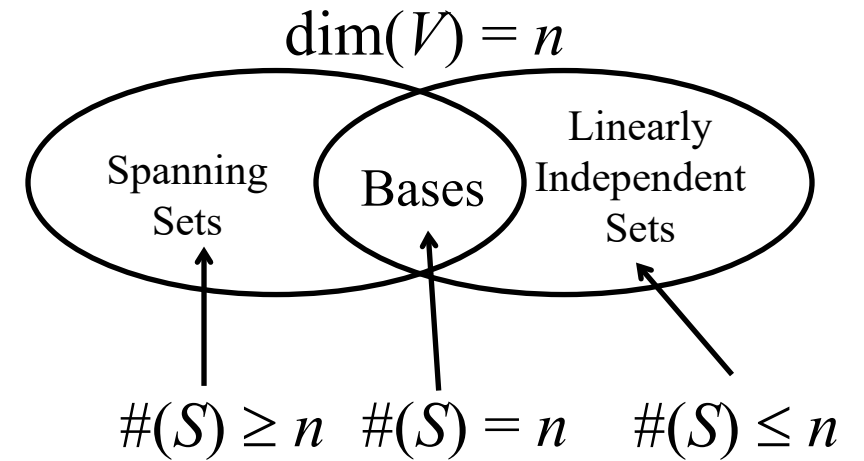 dim(V) = n
Spanning
Sets
Bases
Linearly
Independent
Sets
#(S) ≥ n
#(S) = n
#(S) ≤ n